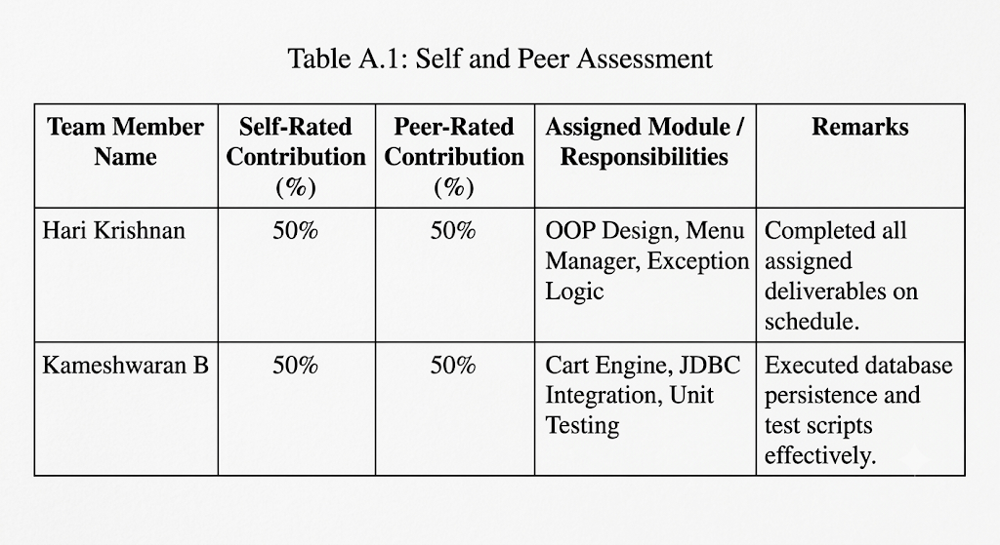 Table A.1: Self and Peer Assessment
Team Member Name
Self-Rated Contribution (%)
Peer-Rated Contribution (%)
Assigned Module / Responsibilities
Remarks
Hari Krishnan
50%
50%
OOP Design, Menu
Manager, Exception
Logic
Completed all
assigned
deliverables on
schedule.
Kameshwaran B
50%
50%
Cart Engine, JDBC
Integration, Unit
Testing
Executed database
persistence and
test scripts
effectively.